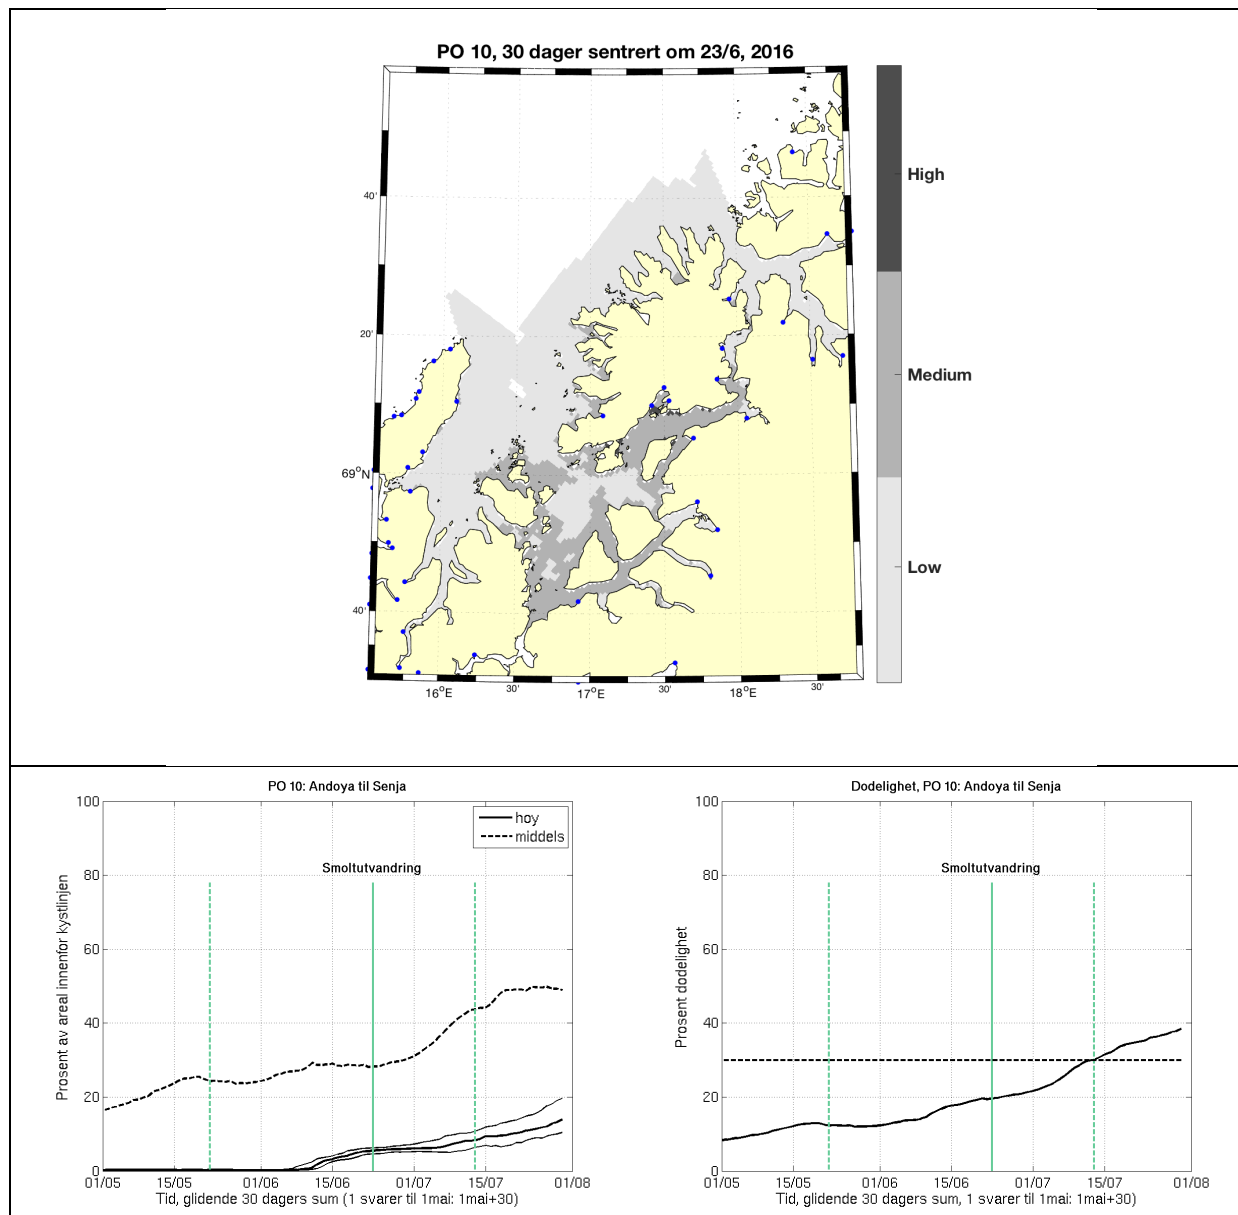 PO 10, 30 dager sentrert om 23/6, 2016
High
Medium
Low
40'
20'
69°N
40'
16°E
30'
17°E
30'
18°E
30'
PO 10: Andoya til Senja
100
80
60
40
20
0
Prosent av areal innenfor kystlinjen
hoy
middels
Smoltutvandring
01/05
15/05
01/06
15/06
01/07
15/07
01/08
Tid, glidende 30 dagers sum (1 svarer til 1mai: 1mai+30)
Dodelighet, PO 10: Andoya til Senja
100
80
60
40
20
0
Prosent dodelighet
Smoltutvandring
01/05
15/05
01/06
15/06
01/07
15/07
01/08
Tid, glidende 30 dagers sum, 1 svarer til 1mai: 1mai+30)